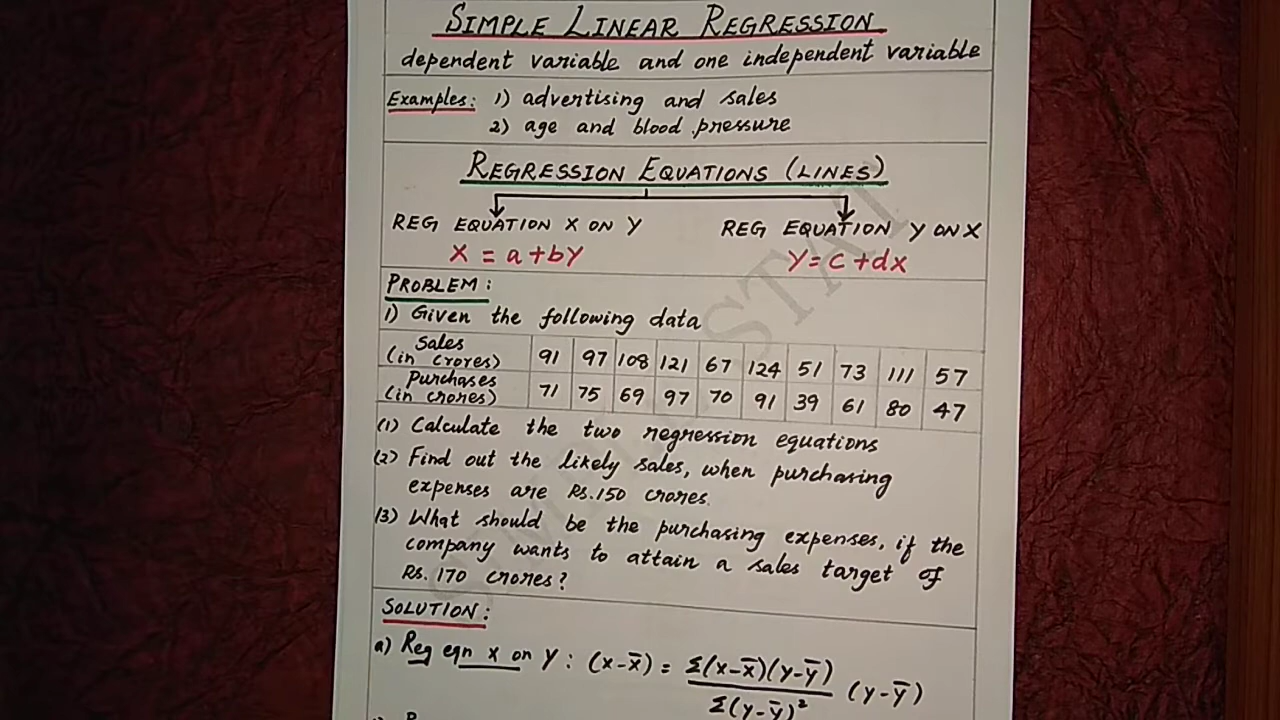 SIMPLE LINEAR REGRESSION
dependent variable and one independent variable
Examples: 1) advertising and sales
2) age and blood pressure
REGRESSION EQUATIONS (LINES)
REG EQUATION X ON Y REG EQUATION Y ON X
X = a+bY Y = C+dX
PROBLEM:
1) Given the following data
Sales (in crores) 91 97 108 121 67 124 51 73 111 57
Purchases (in crores) 71 75 69 97 70 91 39 61 80 47
(1) Calculate the two regression equations
(2) Find out the likely sales, when purchasing
expenses are Rs.150 crores.
(3) What should be the purchasing expenses, if the
company wants to attain a sales target of
Rs. 170 crores?
SOLUTION:
a) Reg eqn x on y : (x-x̄) = Σ(x-x̄)(y-ȳ) / Σ(y-ȳ)² (y-ȳ)